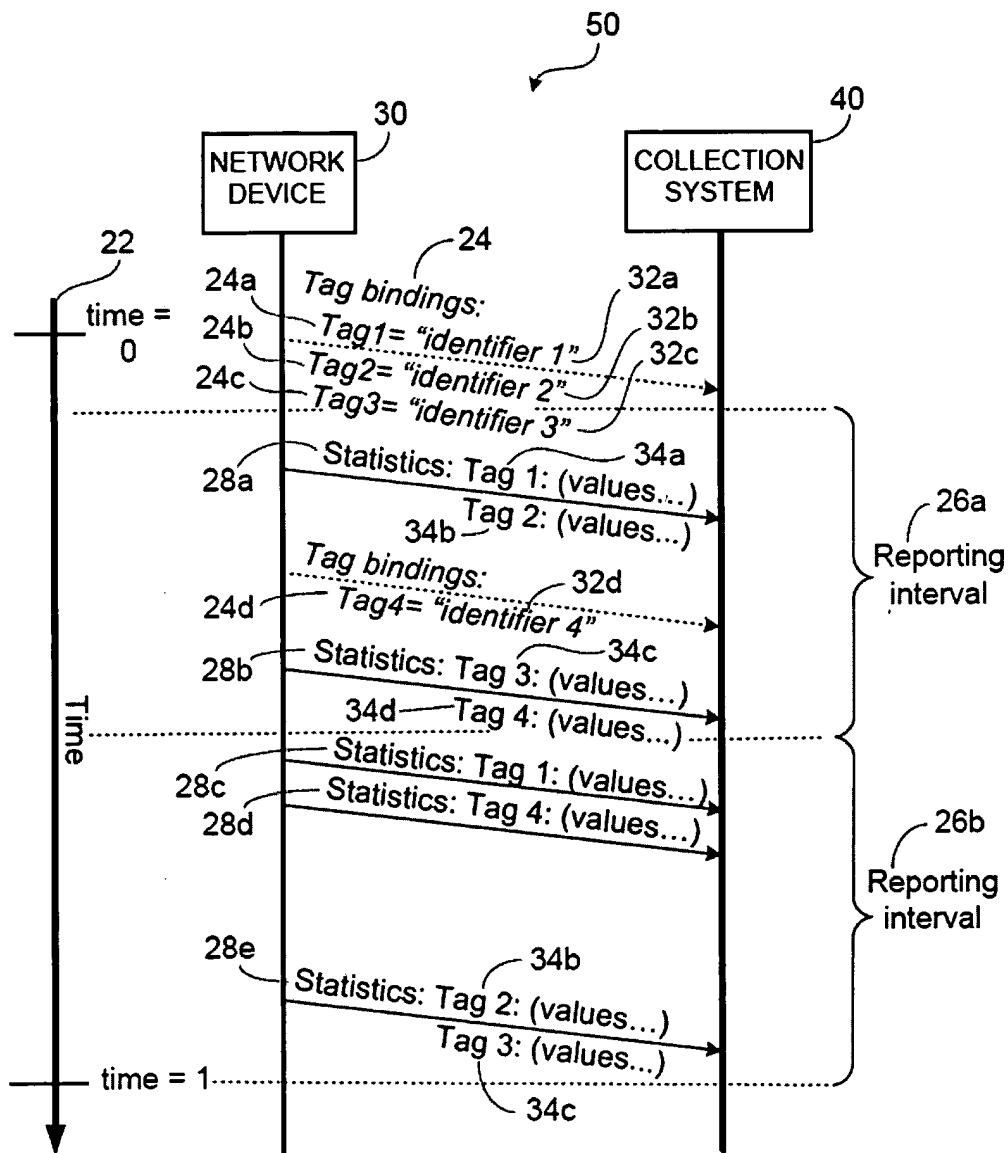 50
30
40
NETWORK
DEVICE
COLLECTION
SYSTEM
22
24
24a
Tag bindings:
32a
time =
0
24b
Tag1= "identifier 1"
32b
24c
Tag2= "identifier 2"
32c
Tag3= "identifier 3"
28a
Statistics: Tag 1: (values...)
34a
Tag 2: (values...)
34b
26a
Reporting
interval
Tag bindings:
32d
24d
Tag4= "identifier 4"
34c
28b
Statistics: Tag 3: (values...)
34d
Tag 4: (values...)
Time
28c
Statistics: Tag 1: (values...)
28d
Statistics: Tag 4: (values...)
26b
Reporting
interval
28e
34b
Statistics: Tag 2: (values...)
Tag 3: (values...)
time = 1
34c